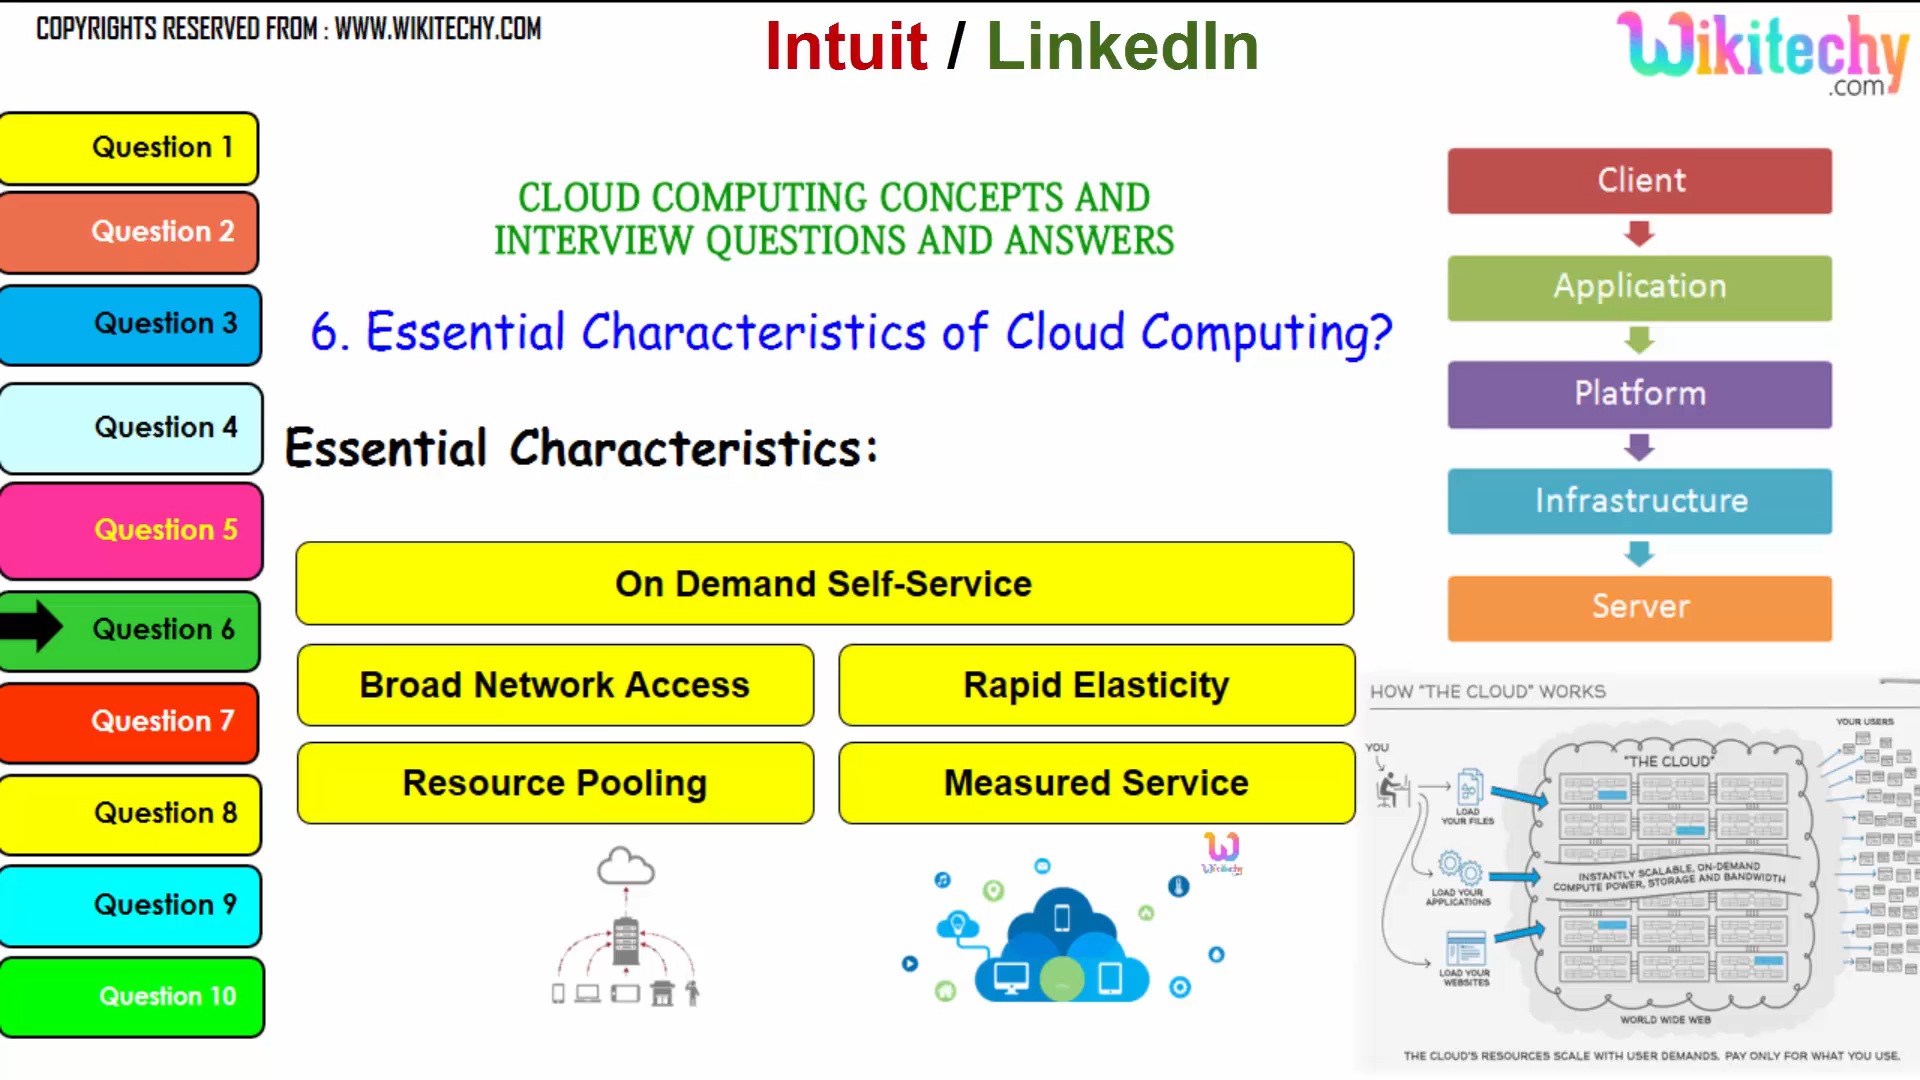 COPYRIGHTS RESERVED FROM : WWW.WIKITECHY.COM
Intuit / LinkedIn
Wikitechy
.com
Question 1
Question 2
Question 3
Question 4
Question 5
Question 6
Question 7
Question 8
Question 9
Question 10
CLOUD COMPUTING CONCEPTS AND
INTERVIEW QUESTIONS AND ANSWERS
6. Essential Characteristics of Cloud Computing?
Essential Characteristics:
On Demand Self-Service
Broad Network Access
Rapid Elasticity
Resource Pooling
Measured Service
Wikitechy
Client
Application
Platform
Infrastructure
Server
HOW "THE CLOUD" WORKS
YOUR USERS
YOU
"THE CLOUD"
LOAD
YOUR FILES
INSTANTLY SCALABLE, ON-DEMAND
COMPUTE POWER, STORAGE AND BANDWIDTH
LOAD YOUR
APPLICATIONS
LOAD YOUR
WEBSITES
WORLD WIDE WEB
THE CLOUD'S RESOURCES SCALE WITH USER DEMANDS. PAY ONLY FOR WHAT YOU USE.